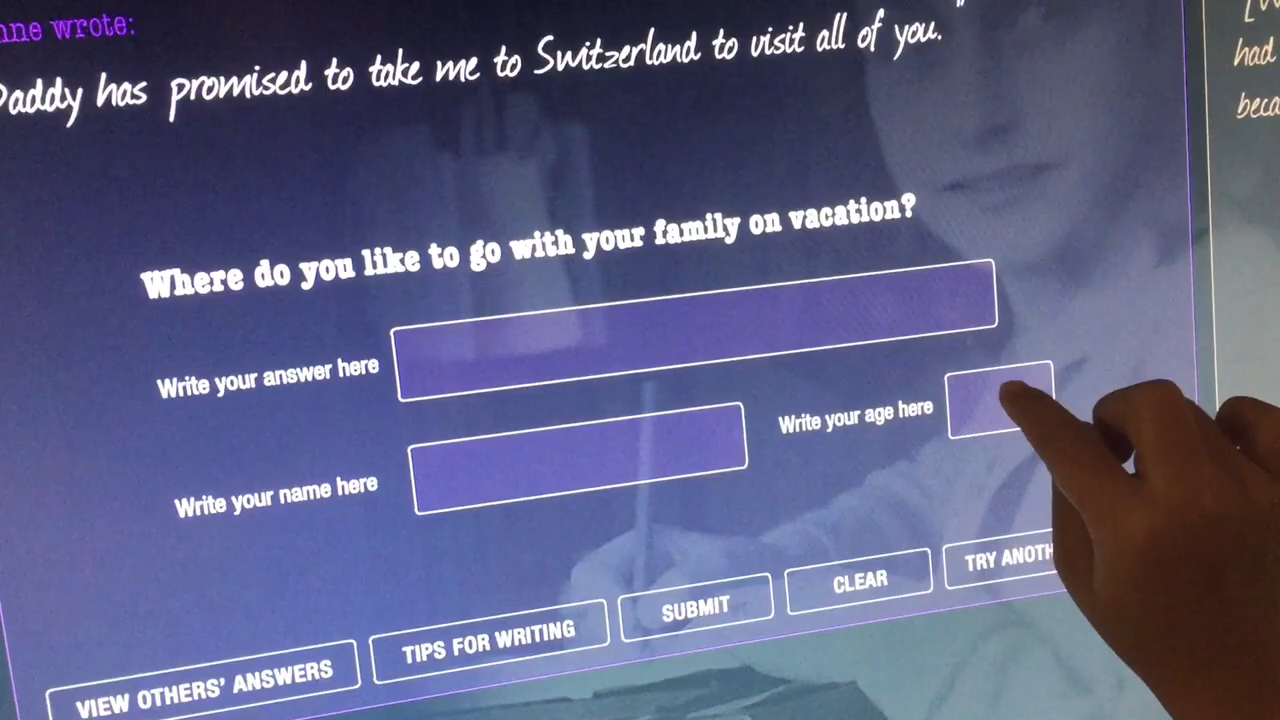 wrote:
Daddy has promised to take me to Switzerland to visit all of you."
Where do you like to go with your family on vacation?
Write your answer here
Write your name here
Write your age here
VIEW OTHERS' ANSWERS
TIPS FOR WRITING
SUBMIT
CLEAR
TRY
had